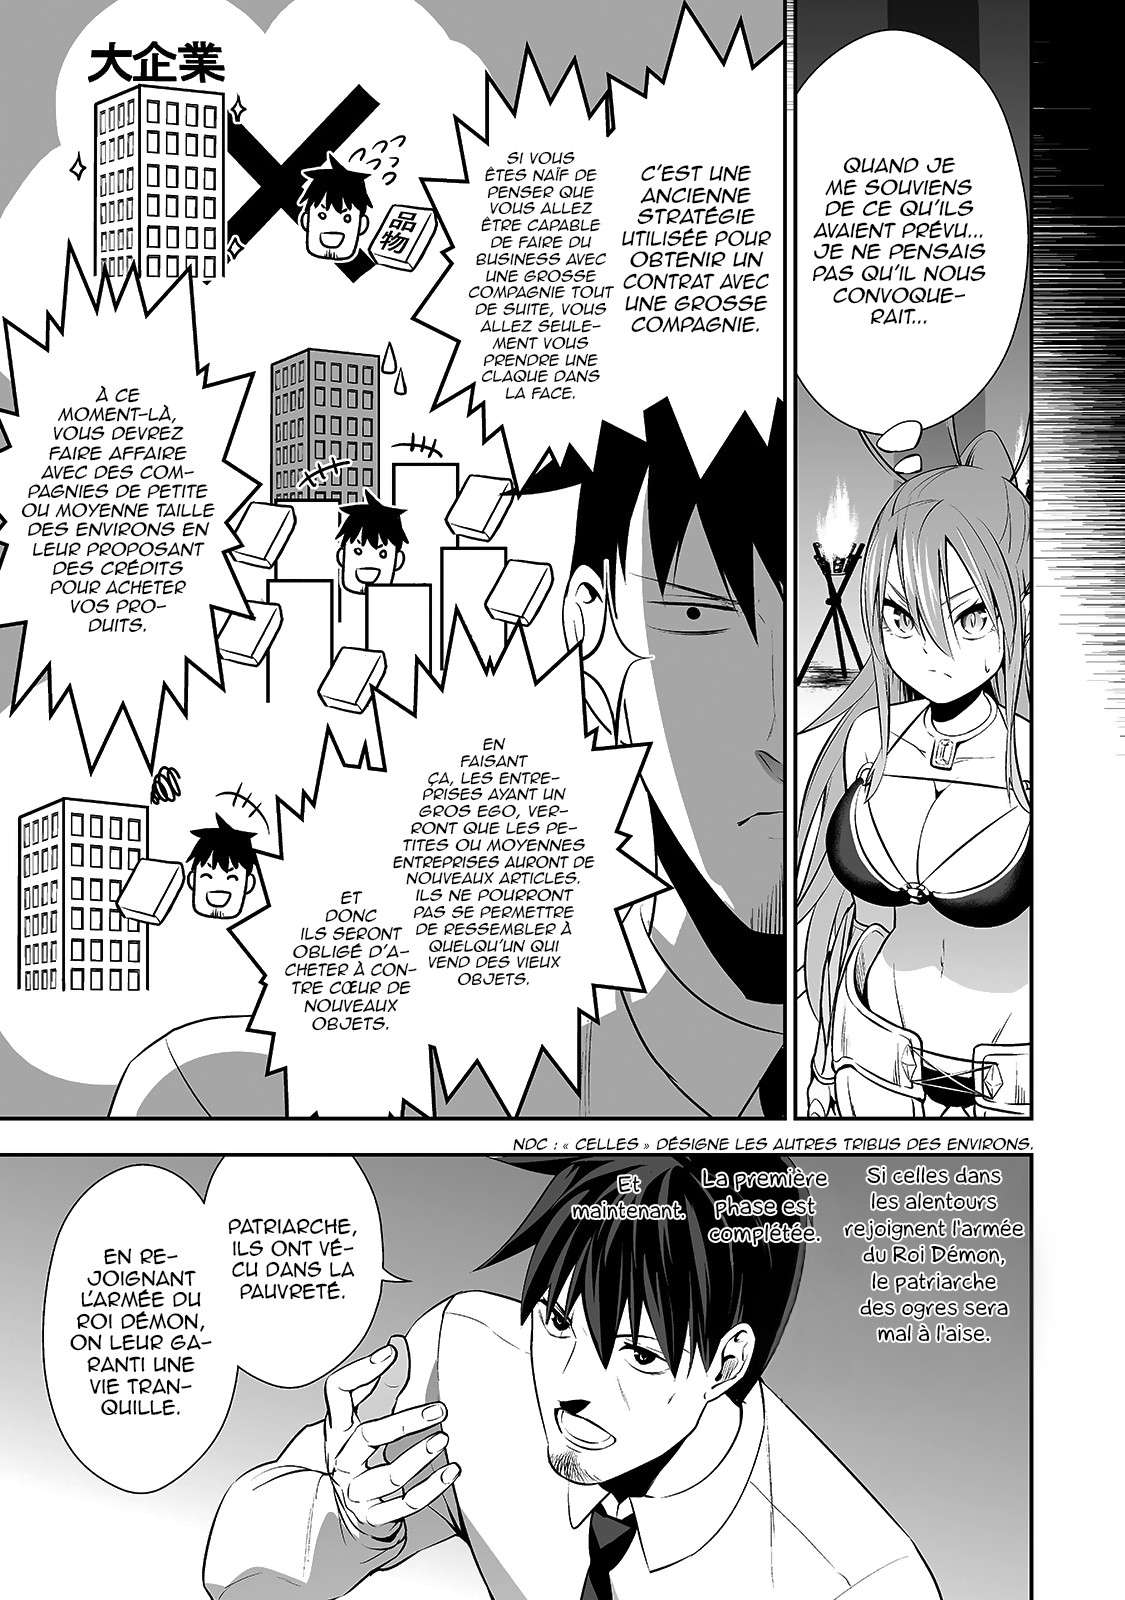 QUAND JE
ME SOUVIENS
DE CE QU'ILS
AVAIENT PRÉVU...
JE NE PENSAIS
PAS QU'IL NOUS
CONVOQUE-
RAIT...
C'EST UNE
ANCIENNE
STRATÉGIE
UTILISÉE POUR
OBTENIR UN
CONTRAT AVEC
UNE GROSSE
COMPAGNIE.
SI VOUS
ÊTES NAÏF DE
PENSER QUE
VOUS ALLEZ
ÊTRE CAPABLE
DE FAIRE DU
BUSINESS AVEC
UNE GROSSE
COMPAGNIE TOUT
DE SUITE, VOUS
ALLEZ SEULE-
MENT VOUS
PRENDRE UNE
CLAQUE DANS
LA FACE.
大企業
品物
À CE
MOMENT-LÀ,
VOUS DEVREZ
FAIRE AFFAIRE
AVEC DES COM-
PAGNIES DE PETITE
OU MOYENNE TAILLE
DES ENVIRONS EN
LEUR PROPOSANT
DES CRÉDITS
POUR ACHETER
VOS PRO-
DUITS.
EN
FAISANT
ÇA, LES ENTRE-
PRISES AYANT UN
GROS EGO, VER-
RONT QUE LES PE-
TITES OU MOYENNES
ENTREPRISES AURONT DE
NOUVEAUX ARTICLES.
ILS NE POURRONT
PAS SE PERMETTRE
DE RESSEMBLER À
QUELQU'UN QUI
VEND DES VIEUX
OBJETS.
ET
DONC
ILS SERONT
OBLIGÉ D'A-
CHETER À CON-
TRE CŒUR DE
NOUVEAUX
OBJETS.
NDC : « CELLES » DÉSIGNE LES AUTRES TRIBUS DES ENVIRONS.
Si celles dans
les alentours
rejoignent l'armée
du Roi Démon,
le patriarche
des ogres sera
mal à l'aise.
La première
phase est
complétée.
Et
maintenant.
PATRIARCHE,
ILS ONT VÉ-
CU DANS LA
PAUVRETÉ.
EN RE-
JOIGNANT
L'ARMÉE DU
ROI DÉMON,
ON LEUR GA-
RANTI UNE
VIE TRAN-
QUILLE.